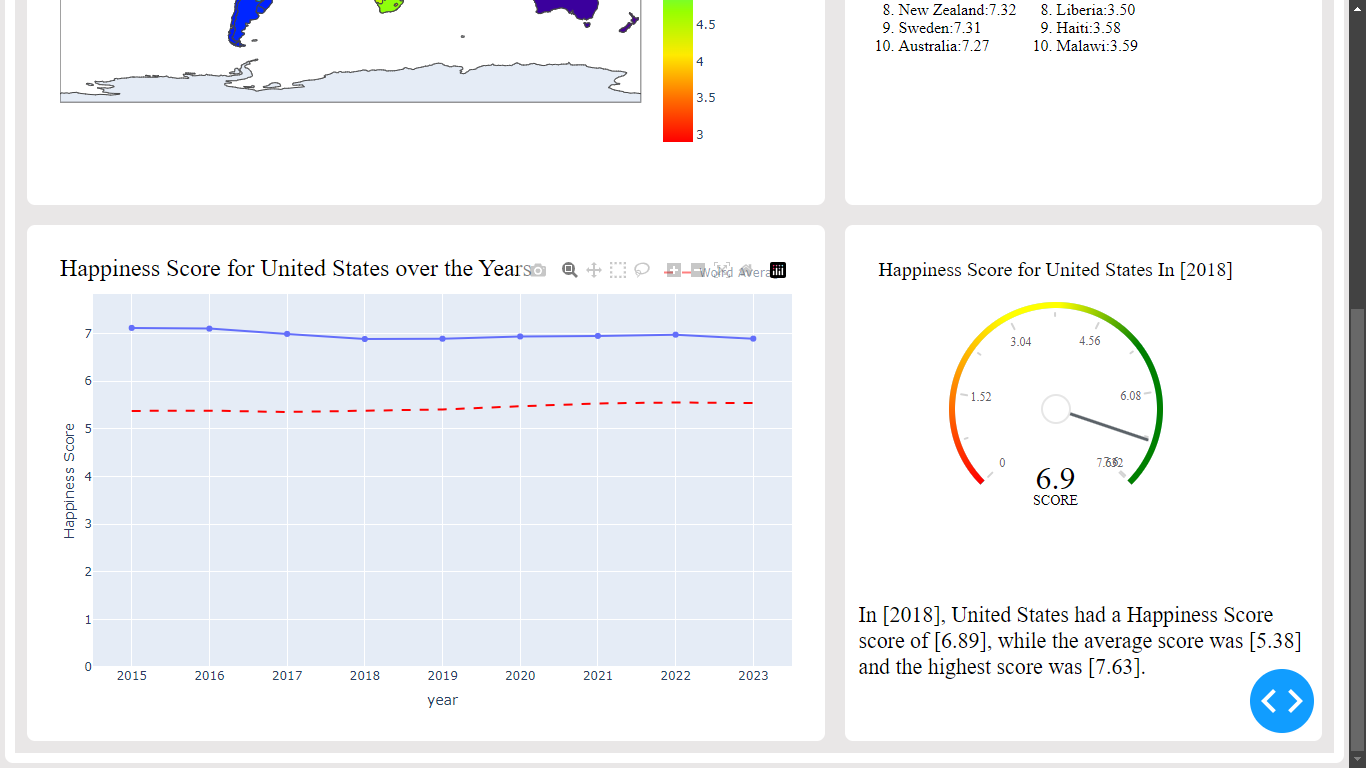 4.5
4
3.5
3
8. New Zealand:7.32
9. Sweden:7.31
10. Australia:7.27
8. Liberia:3.50
9. Haiti:3.58
10. Malawi:3.59
Happiness Score for United States over the Years
World Avera
7
6
5
4
3
2
1
0
Happiness Score
2015 2016 2017 2018 2019 2020 2021 2022 2023
year
Happiness Score for United States In [2018]
3.04
4.56
1.52
6.08
0
6.9
SCORE
In [2018], United States had a Happiness Score
score of [6.89], while the average score was [5.38]
and the highest score was [7.63].